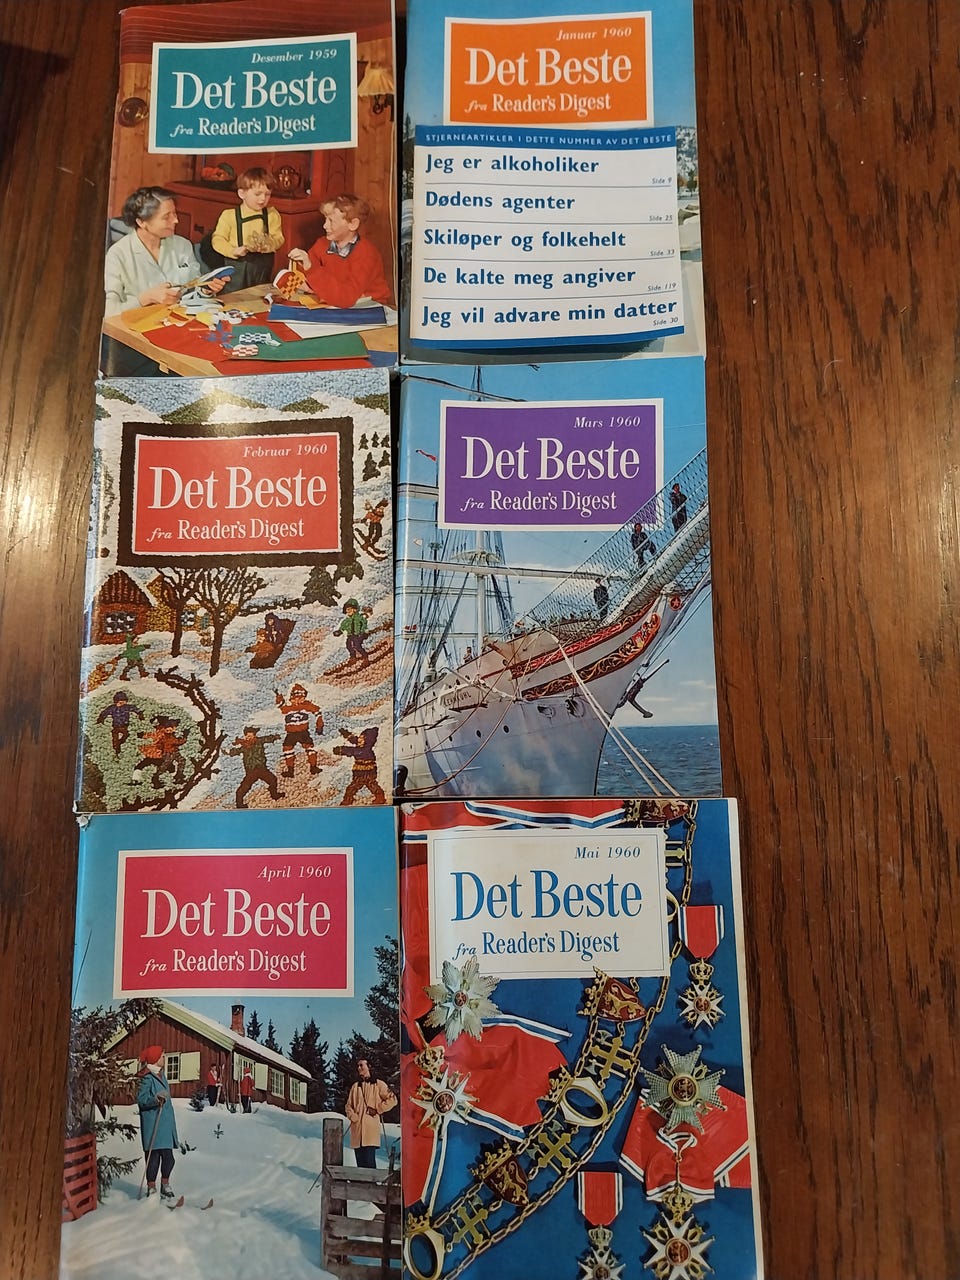 Desember 1959
Det Beste
fra Reader's Digest
Januar 1960
Det Beste
fra Reader's Digest
STJERNEARTIKLER I DETTE NUMMER AV DET BESTE
Jeg er alkoholiker
Side 9
Dødens agenter
Side 25
Skiløper og folkehelt
Side 33
De kalte meg angiver
Side 119
Jeg vil advare min datter
Side 30
Februar 1960
Det Beste
fra Reader's Digest
Mars 1960
Det Beste
fra Reader's Digest
April 1960
Det Beste
fra Reader's Digest
Mai 1960
Det Beste
fra Reader's Digest